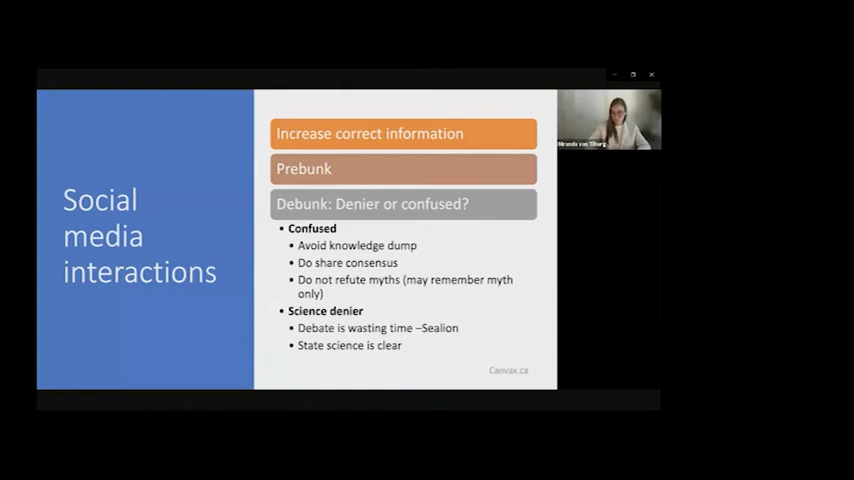 Social
media
interactions
Increase correct information
Prebunk
Debunk: Denier or confused?
• Confused
• Avoid knowledge dump
• Do share consensus
• Do not refute myths (may remember myth
only)
• Science denier
• Debate is wasting time –Sealion
• State science is clear
Canvax.ca
Miranda van Tilburg